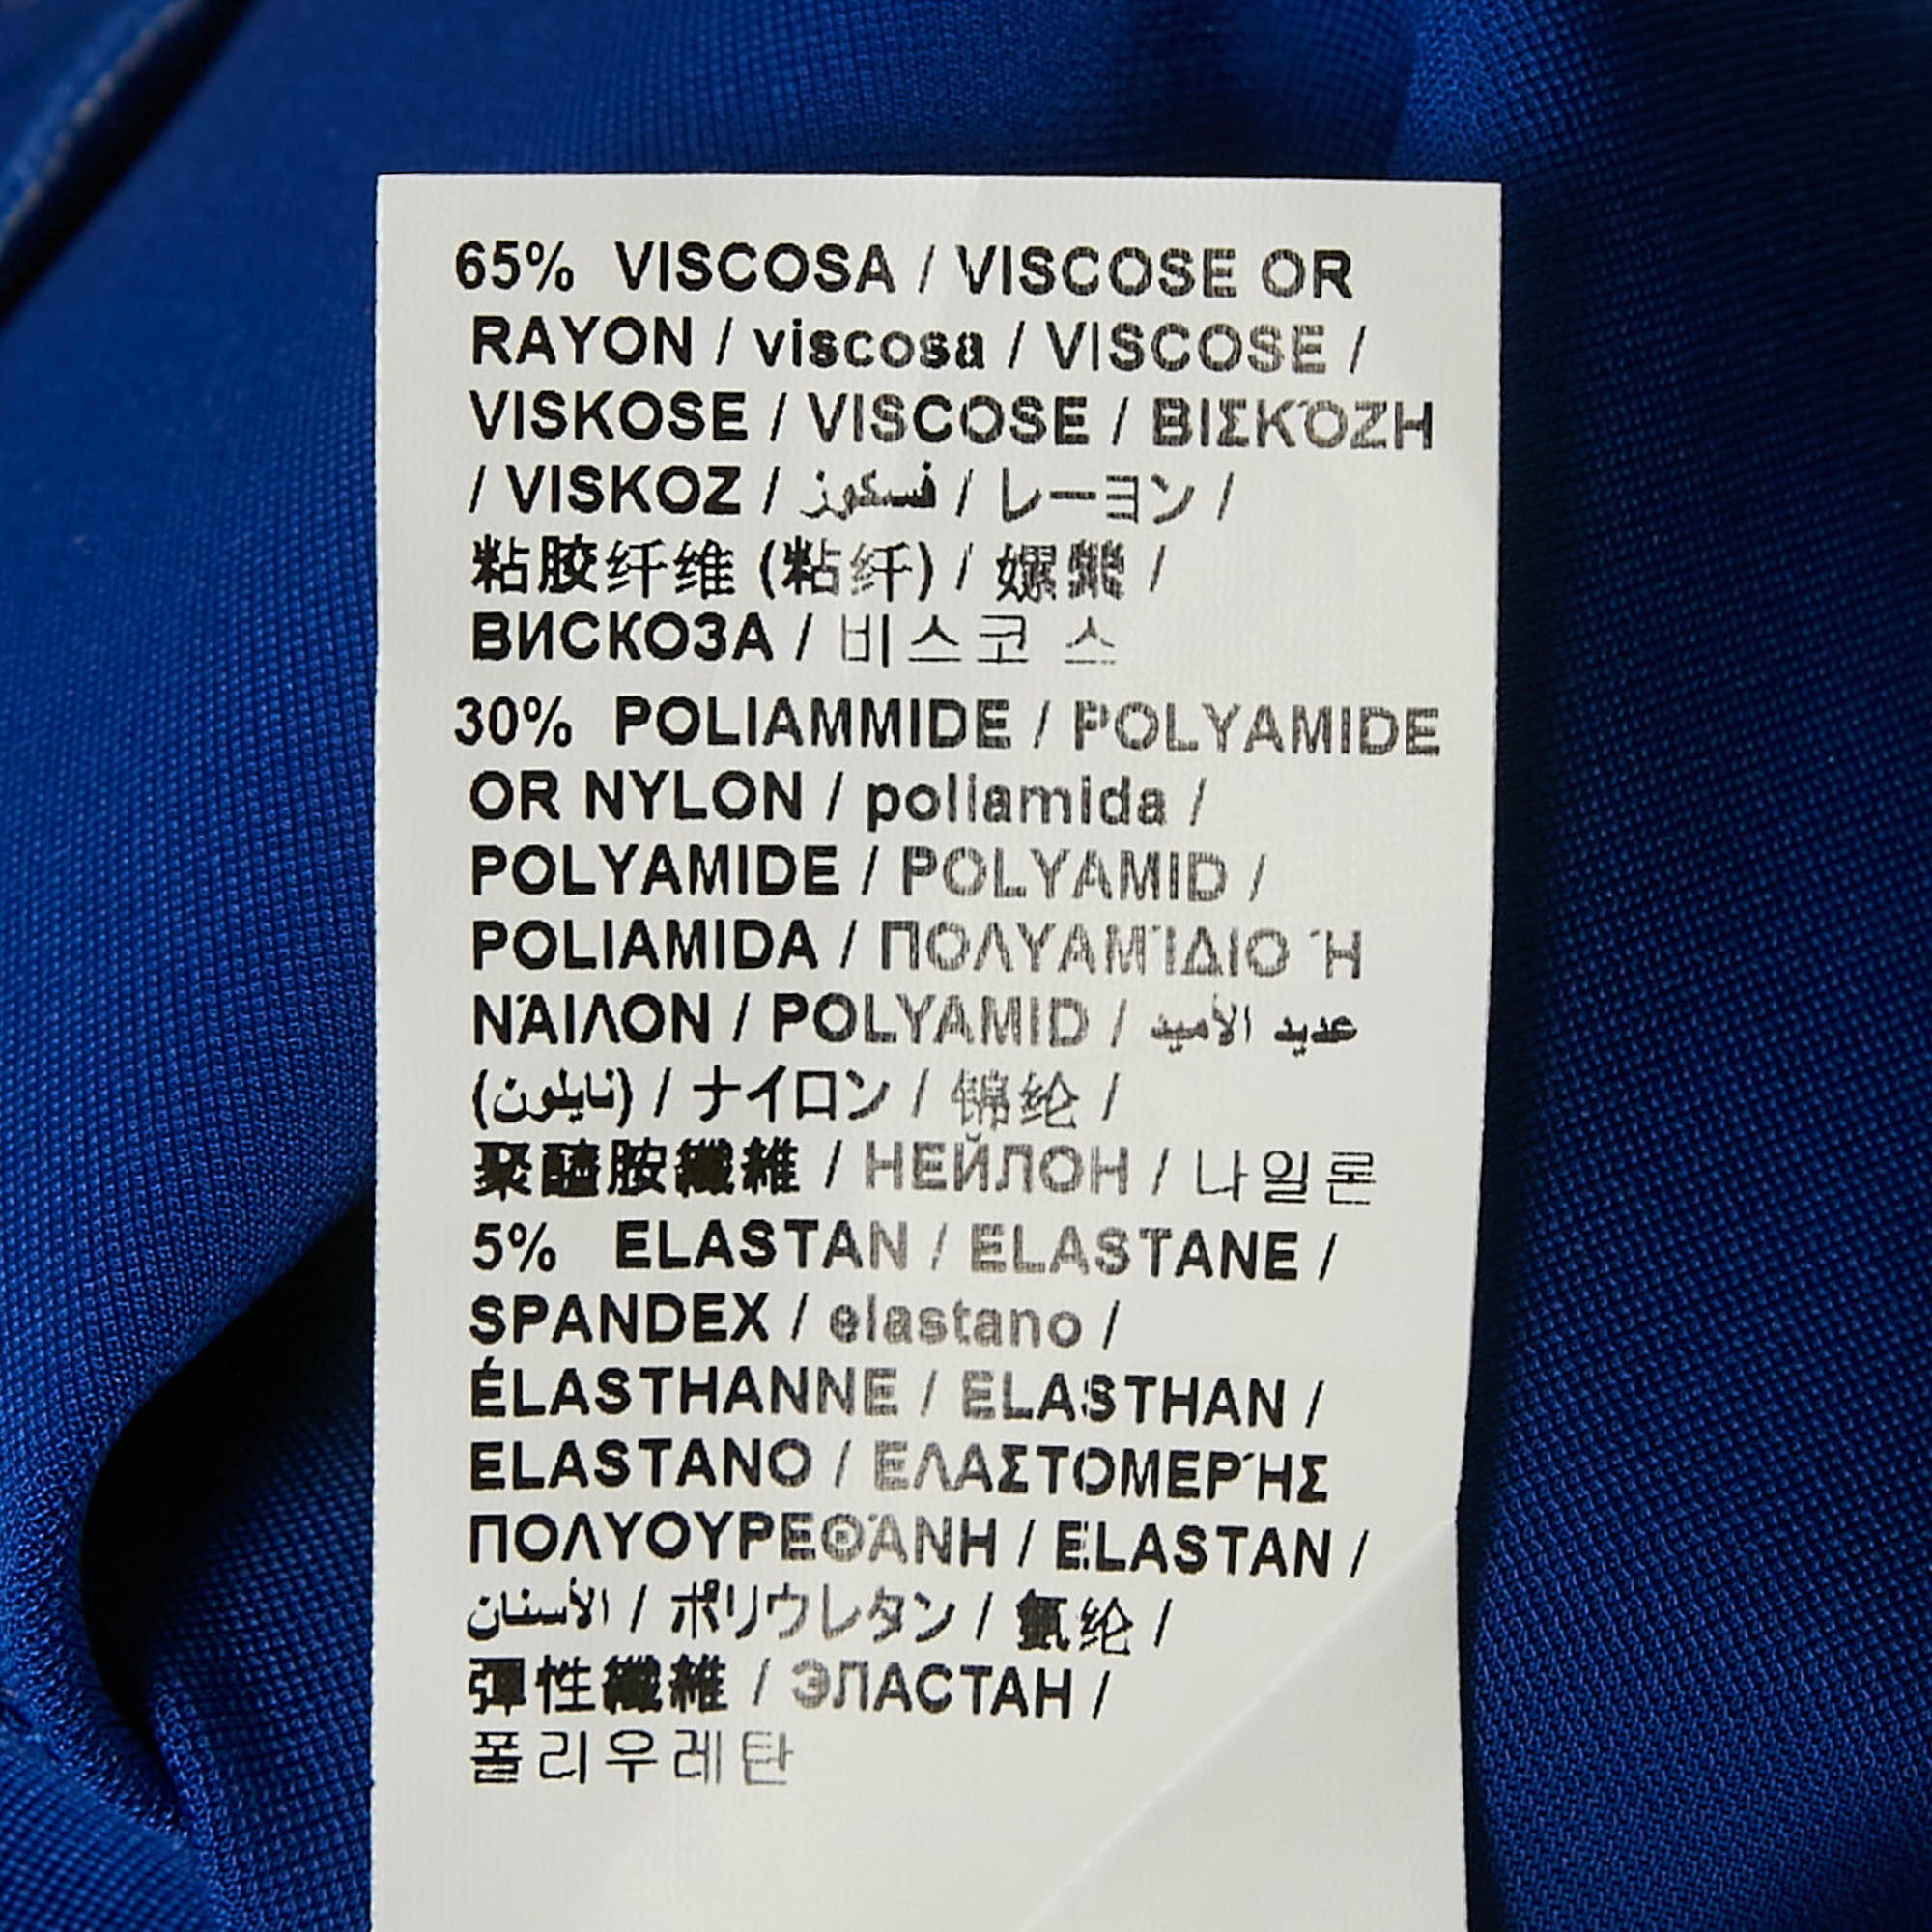 65% VISCOSA / VISCOSE OR
RAYON / viscosa / VISCOSE /
VISKOSE / VISCOSE / ΒΙΣΚΌΖΗ
/ VISKOZ / فسكوز / レーヨン /
粘胶纤维 (粘纤) / 嫘縈 /
ВИСКОЗА / 비스코 스
30% POLIAMMIDE / POLYAMIDE
OR NYLON / poliamida /
POLYAMIDE / POLYAMID /
POLIAMIDA / ΠΟΛΥΑΜΊΔΙΟ Ή
ΝΆΙΛΟΝ / POLYAMID / عديد الأميد
(نايلون) / ナイロン / 锦纶 /
聚醯胺纖維 / НЕЙЛОН / 나일론
5% ELASTAN / ELASTANE /
SPANDEX / elastano /
ÉLASTHANNE / ELASTHAN /
ELASTANO / ΕΛΑΣΤΟΜΕΡΉΣ
ΠΟΛΥΟΥΡΕΘΆΝΗ / ELASTAN /
الأستان / ポリウレタン / 氨纶 /
彈性纖維 / ЭЛАСТАН /
폴리우레탄